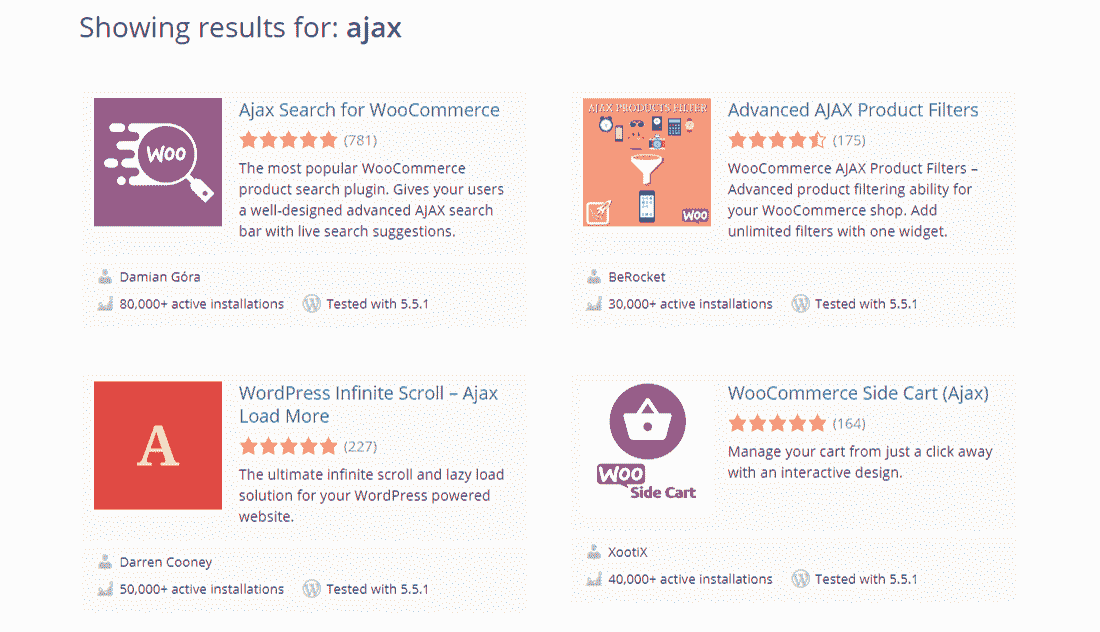 Showing results for: ajax
Woo
Ajax Search for WooCommerce
(781)
The most popular WooCommerce
product search plugin. Gives your users
a well-designed advanced AJAX search
bar with live search suggestions.
Damian Góra
80,000+ active installations
Tested with 5.5.1
AJAX PRODUCTS FILTER
WOO
Advanced AJAX Product Filters
(175)
WooCommerce AJAX Product Filters –
Advanced product filtering ability for
your WooCommerce shop. Add
unlimited filters with one widget.
BeRocket
30,000+ active installations
Tested with 5.5.1
A
WordPress Infinite Scroll – Ajax
Load More
(227)
The ultimate infinite scroll and lazy load
solution for your WordPress powered
website.
Darren Cooney
50,000+ active installations
Tested with 5.5.1
Woo
Side Cart
WooCommerce Side Cart (Ajax)
(164)
Manage your cart from just a click away
with an interactive design.
XootiX
40,000+ active installations
Tested with 5.5.1